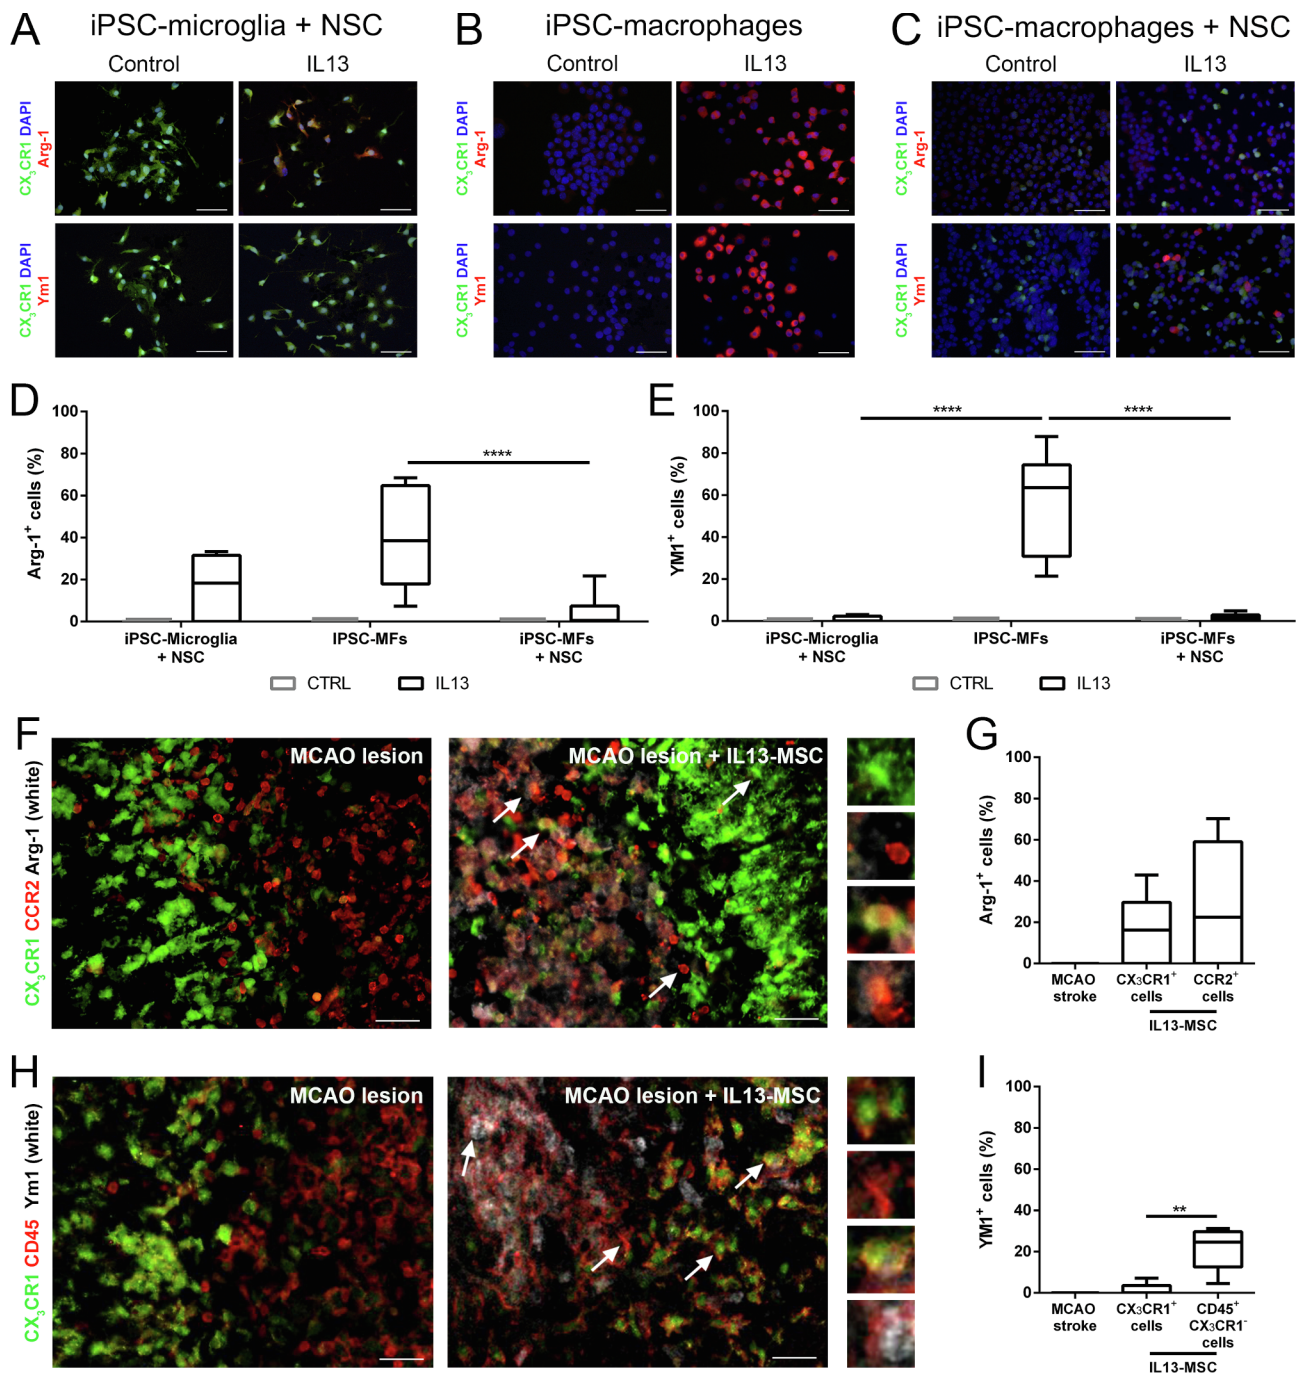 A iPSC-microglia + NSC
Control IL13
CX3CR1 DAPI
Arg-1
CX3CR1 DAPI
Ym1
B iPSC-macrophages
Control IL13
CX3CR1 DAPI
Arg-1
CX3CR1 DAPI
Ym1
C iPSC-macrophages + NSC
Control IL13
CX3CR1 DAPI
Arg-1
CX3CR1 DAPI
Ym1
D
Arg-1+ cells (%)
100
80
60
40
20
0
****
iPSC-Microglia
+ NSC
IPSC-MFs
iPSC-MFs
+ NSC
CTRL IL13
E
YM1+ cells (%)
100
80
60
40
20
0
**** ****
iPSC-Microglia
+ NSC
IPSC-MFs
iPSC-MFs
+ NSC
CTRL IL13
F
CX3CR1 CCR2 Arg-1 (white)
MCAO lesion
MCAO lesion + IL13-MSC
G
Arg-1+ cells (%)
100
80
60
40
20
0
MCAO
stroke
CX3CR1+
cells
CCR2+
cells
IL13-MSC
H
CX3CR1 CD45 Ym1 (white)
MCAO lesion
MCAO lesion + IL13-MSC
I
YM1+ cells (%)
100
80
60
40
20
0
**
MCAO
stroke
CX3CR1+
cells
CD45+
CX3CR1-
cells
IL13-MSC